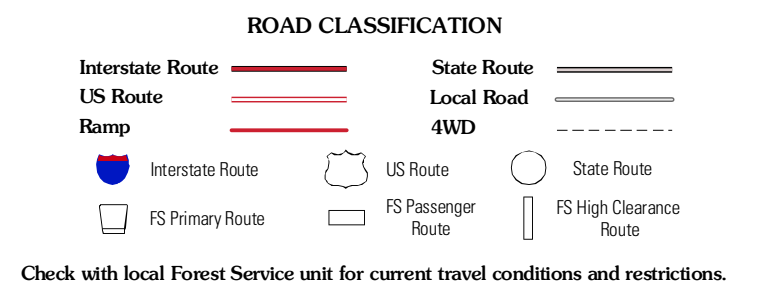 ROAD CLASSIFICATION
Interstate Route
State Route
US Route
Local Road
Ramp
4WD
Interstate Route
US Route
State Route
FS Primary Route
FS Passenger
Route
FS High Clearance
Route
Check with local Forest Service unit for current travel conditions and restrictions.